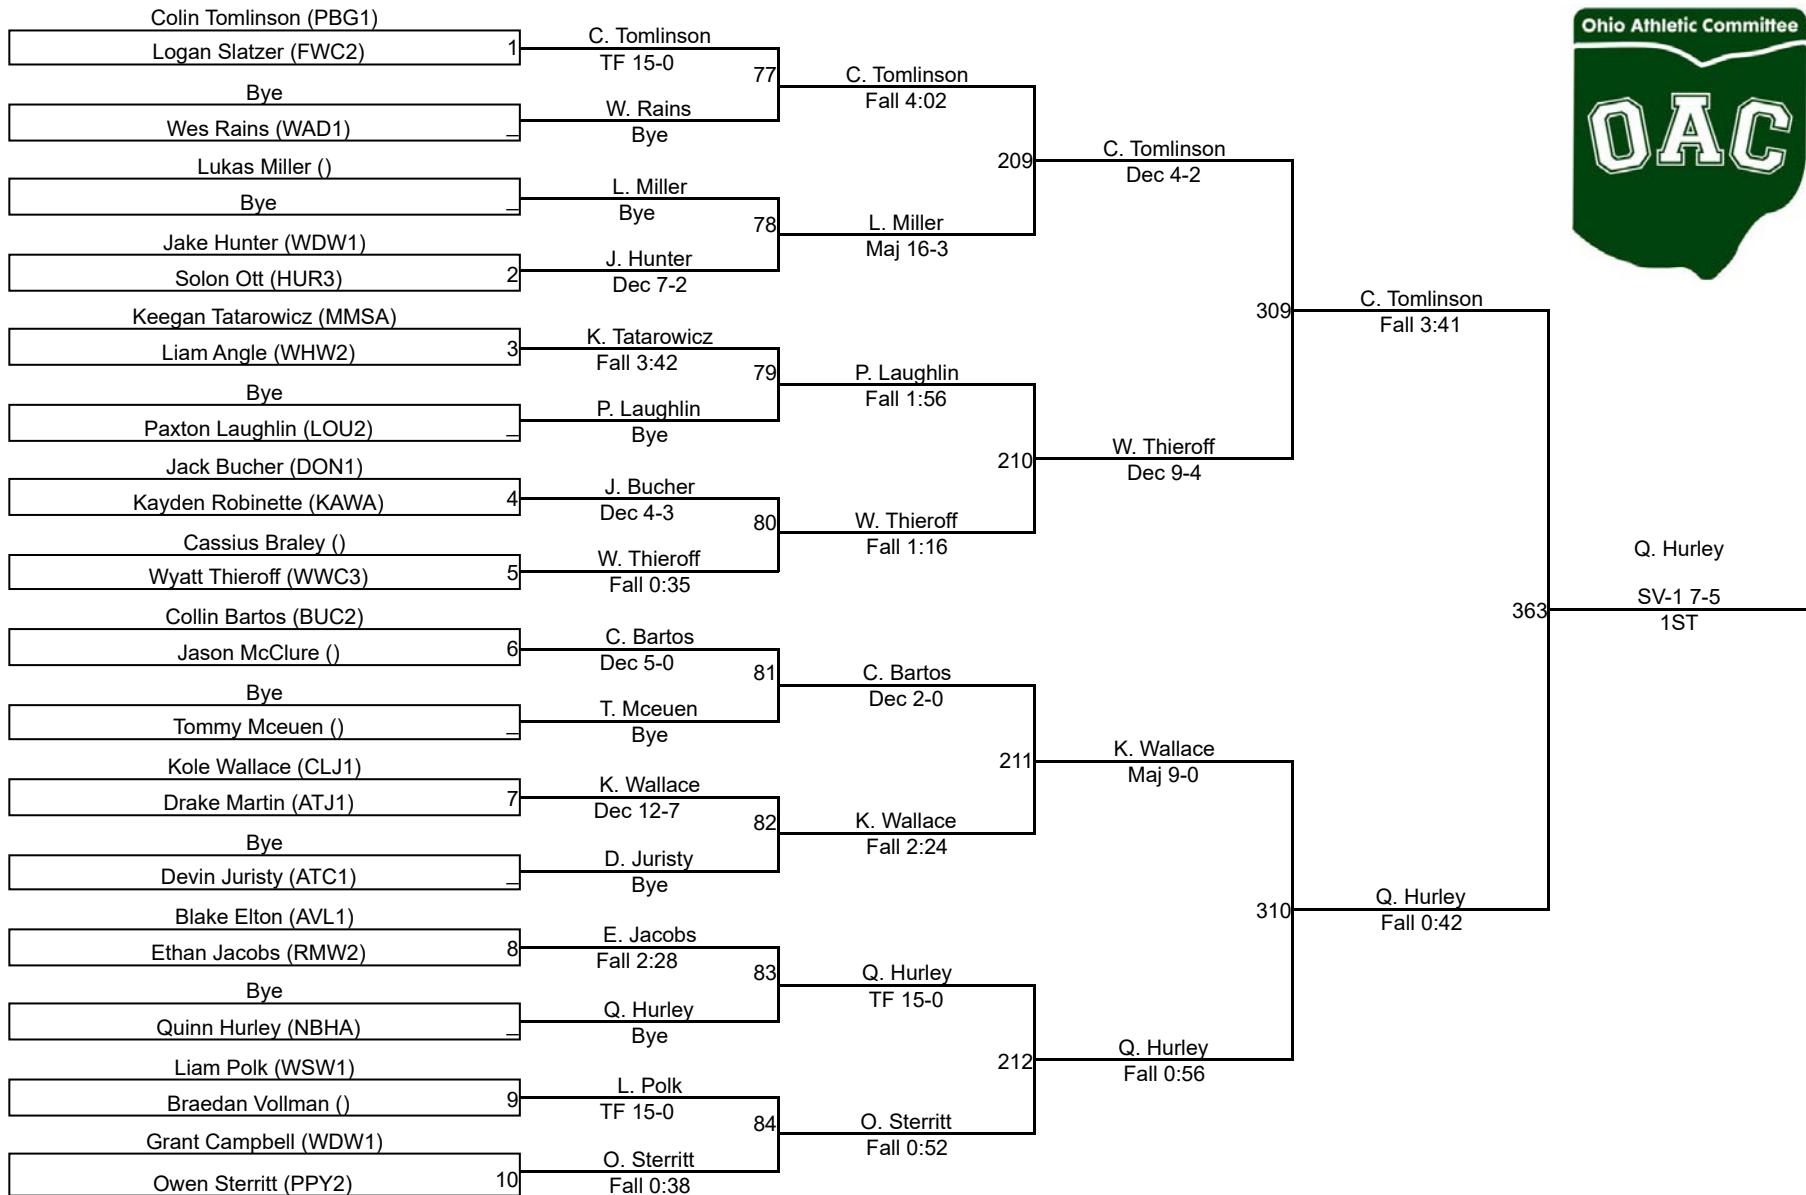 Colin Tomlinson (PBG1)
Logan Slatzer (FWC2) 1
Bye
Wes Rains (WAD1) _
Lukas Miller ()
Bye _
Jake Hunter (WDW1)
Solon Ott (HUR3) 2
Keegan Tatarowicz (MMSA)
Liam Angle (WHW2) 3
Bye
Paxton Laughlin (LOU2) _
Jack Bucher (DON1)
Kayden Robinette (KAWA) 4
Cassius Braley ()
Wyatt Thieroff (WWC3) 5
Collin Bartos (BUC2)
Jason McClure () 6
Bye
Tommy Mceuen () _
Kole Wallace (CLJ1)
Drake Martin (ATJ1) 7
Bye
Devin Juristy (ATC1) _
Blake Elton (AVL1)
Ethan Jacobs (RMW2) 8
Bye
Quinn Hurley (NBHA) _
Liam Polk (WSW1)
Braedan Vollman () 9
Grant Campbell (WDW1)
Owen Sterritt (PPY2) 10
C. Tomlinson
TF 15-0
77
W. Rains
Bye
L. Miller
Bye
78
J. Hunter
Dec 7-2
K. Tatarowicz
Fall 3:42
79
P. Laughlin
Bye
J. Bucher
Dec 4-3
80
W. Thieroff
Fall 0:35
C. Bartos
Dec 5-0
81
T. Mceuen
Bye
K. Wallace
Dec 12-7
82
D. Juristy
Bye
E. Jacobs
Fall 2:28
83
Q. Hurley
Bye
L. Polk
TF 15-0
84
O. Sterritt
Fall 0:38
C. Tomlinson
Fall 4:02
209
L. Miller
Maj 16-3
P. Laughlin
Fall 1:56
210
W. Thieroff
Fall 1:16
C. Bartos
Dec 2-0
211
K. Wallace
Fall 2:24
Q. Hurley
TF 15-0
212
O. Sterritt
Fall 0:52
C. Tomlinson
Dec 4-2
309
W. Thieroff
Dec 9-4
K. Wallace
Maj 9-0
310
Q. Hurley
Fall 0:56
C. Tomlinson
Fall 3:41
363
Q. Hurley
Fall 0:42
Q. Hurley
SV-1 7-5
1ST
Ohio Athletic Committee
OAC